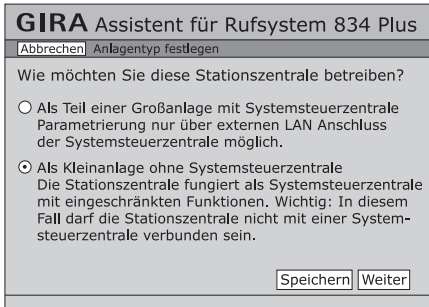 GIRA Assistent für Rufsystem 834 Plus
Abbrechen Anlagentyp festlegen
Wie möchten Sie diese Stationszentrale betreiben?
Als Teil einer Großanlage mit Systemsteuerzentrale
Parametrierung nur über externen LAN Anschluss
der Systemsteuerzentrale möglich.
Als Kleinanlage ohne Systemsteuerzentrale
Die Stationszentrale fungiert als Systemsteuerzentrale
mit eingeschränkten Funktionen. Wichtig: In diesem
Fall darf die Stationszentrale nicht mit einer System-
steuerzentrale verbunden sein.
Speichern Weiter